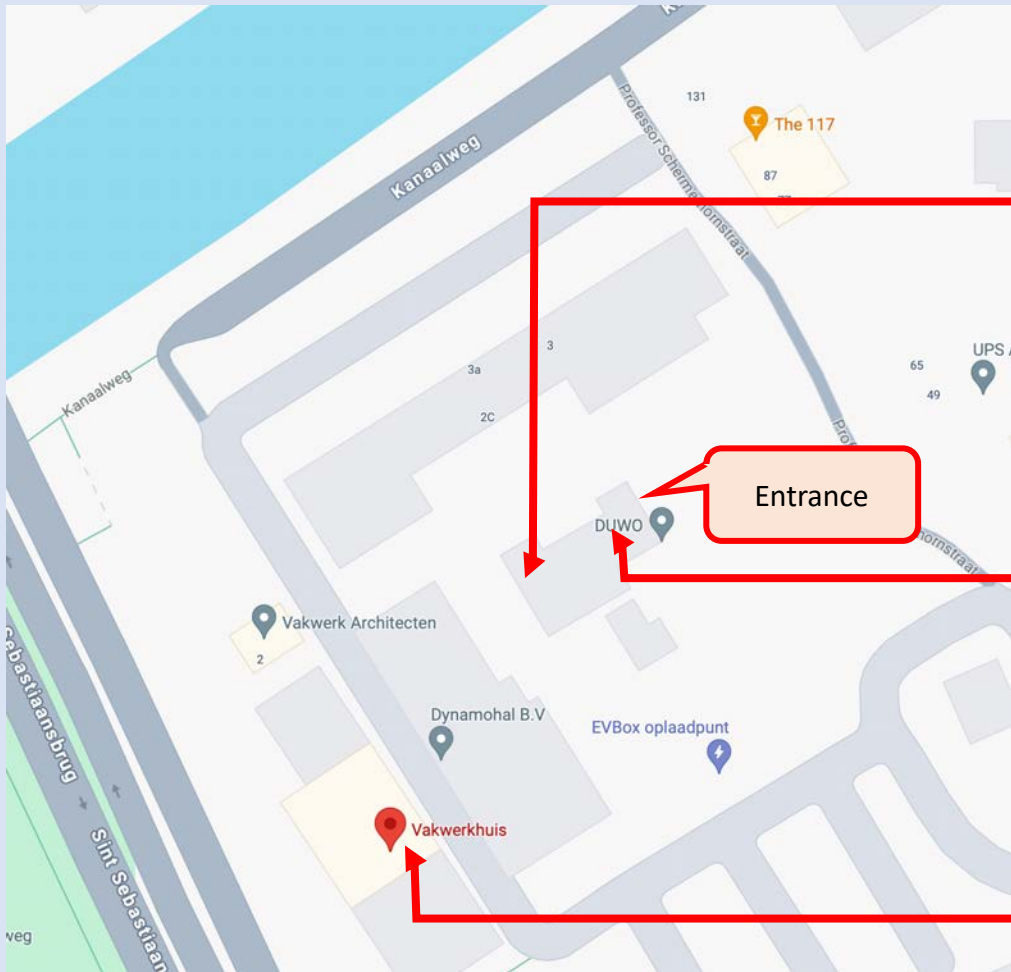 131
The 117
87
77
Professor Schermerhornstraat
Kanaalweg
UPS
65
49
3
3a
2C
Kanaalweg
Entrance
DUWO
Vakwerk Architecten
2
Dynamohal B.V
EVBox oplaadpunt
Sebastiaansbrug
Vakwerkhuis
Sint Sebastiaan
weg